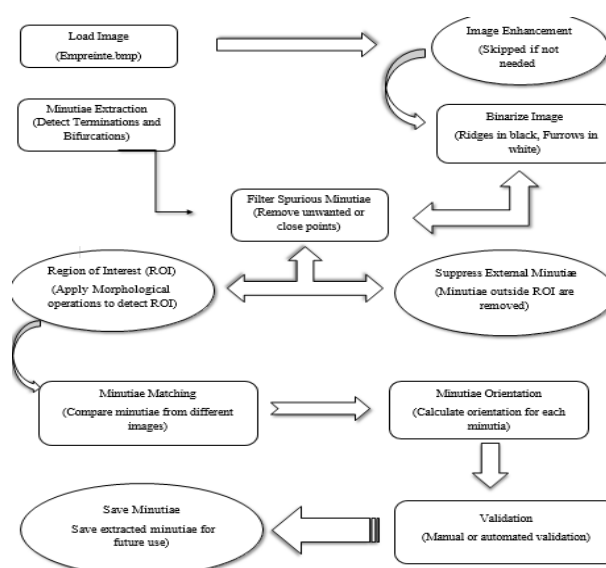 Load Image
(Empreinte.bmp)
Image Enhancement
(Skipped if not
needed
Minutiae Extraction
(Detect Terminations and
Bifurcations)
Binarize Image
(Ridges in black, Furrows in
white)
Filter Spurious Minutiae
(Remove unwanted or
close points)
Region of Interest (ROI)
(Apply Morphological
operations to detect ROI)
Suppress External Minutiae
(Minutiae outside ROI are
removed)
Minutiae Matching
(Compare minutiae from different
images)
Minutiae Orientation
(Calculate orientation for each
minutia)
Save Minutiae
Save extracted minutiae for
future use)
Validation
(Manual or automated validation)